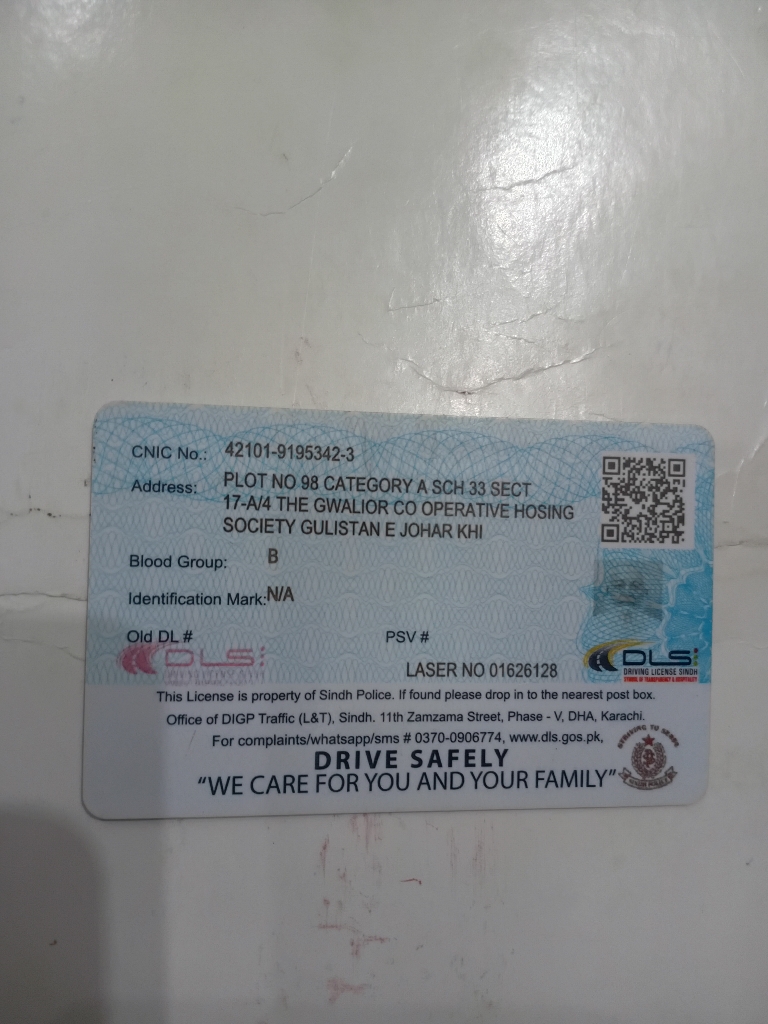 CNIC No.: 42101-9195342-3
Address: PLOT NO 98 CATEGORY A SCH 33 SECT
17-A/4 THE GWALIOR CO OPERATIVE HOSING
SOCIETY GULISTAN E JOHAR KHI
Blood Group: B
Identification Mark: N/A
Old DL # PSV #
DLS
DLS
DRIVING LICENSE SINDH
LASER NO 01626128
This License is property of Sindh Police. If found please drop in to the nearest post box.
Office of DIGP Traffic (L&T), Sindh. 11th Zamzama Street, Phase - V, DHA, Karachi.
For complaints/whatsapp/sms # 0370-0906774, www.dls.gos.pk,
DRIVE SAFELY
“WE CARE FOR YOU AND YOUR FAMILY”